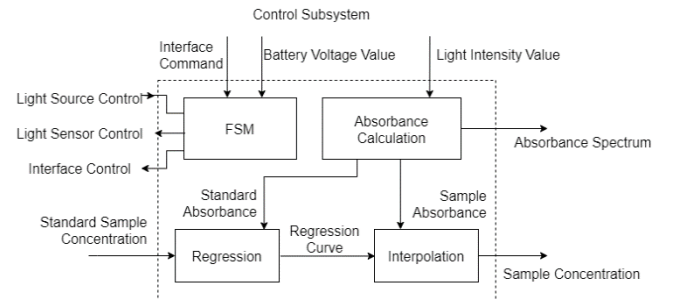 Control Subsystem
Interface
Command
Battery Voltage Value
Light Intensity Value
Light Source Control
FSM
Absorbance
Calculation
Light Sensor Control
Absorbance Spectrum
Interface Control
Standard
Absorbance
Sample
Absorbance
Standard Sample
Concentration
Regression
Curve
Regression
Interpolation
Sample Concentration